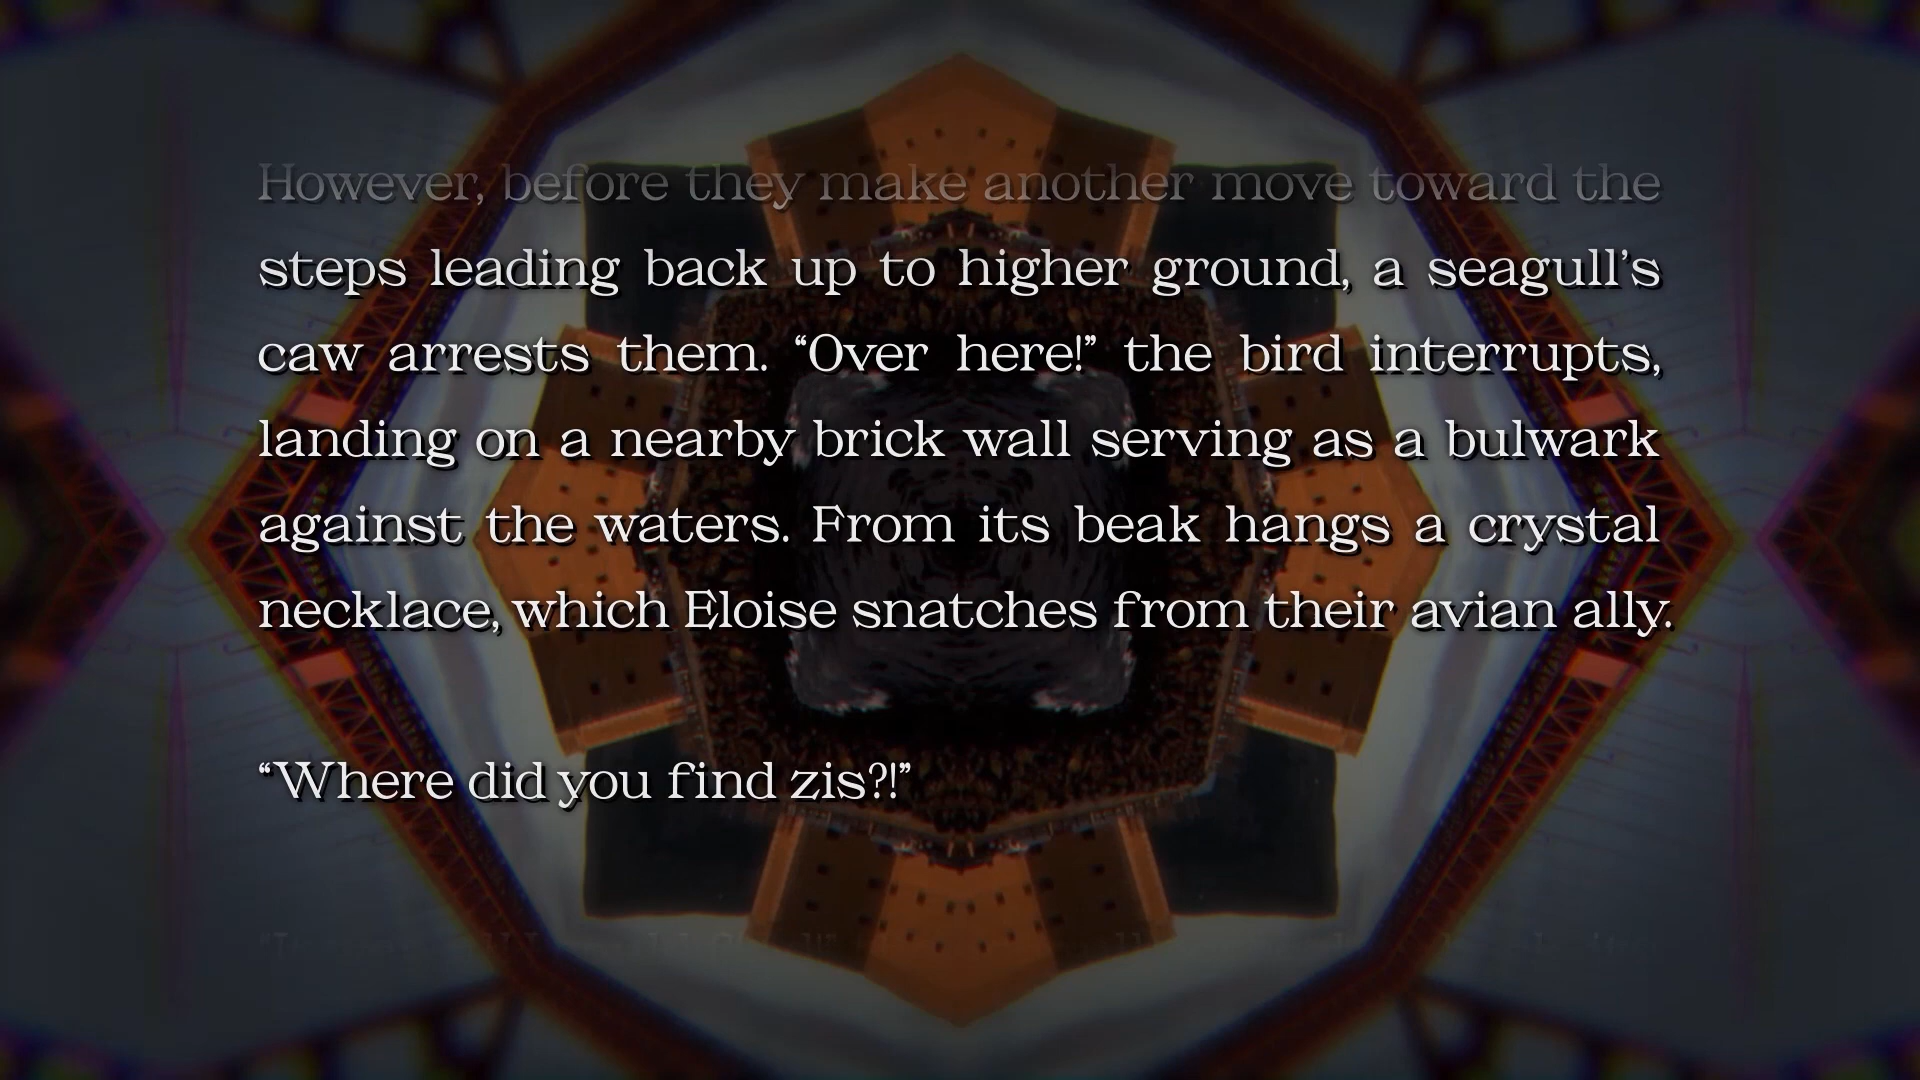 However, before they make another move toward the
steps leading back up to higher ground, a seagull’s
caw arrests them. “Over here!” the bird interrupts,
landing on a nearby brick wall serving as a bulwark
against the waters. From its beak hangs a crystal
necklace, which Eloise snatches from their avian ally.
“Where did you find zis?!”